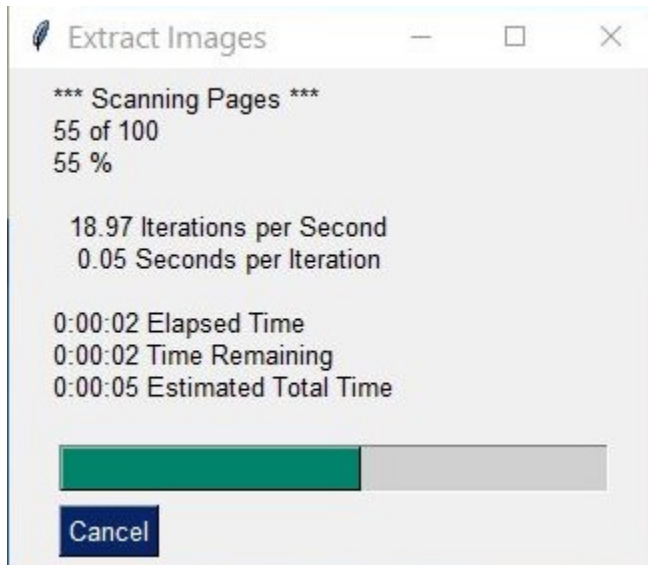 Extract Images
*** Scanning Pages ***
55 of 100
55 %
18.97 Iterations per Second
0.05 Seconds per Iteration
0:00:02 Elapsed Time
0:00:02 Time Remaining
0:00:05 Estimated Total Time
Cancel